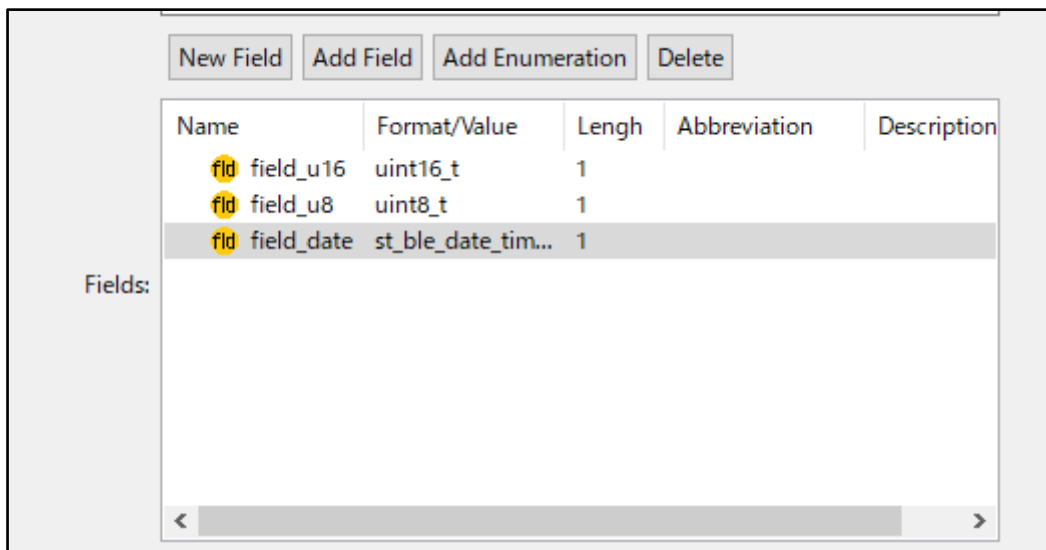 New Field Add Field Add Enumeration Delete
Name Format/Value Lengh Abbreviation Description
fld field_u16 uint16_t 1
fld field_u8 uint8_t 1
fld field_date st_ble_date_tim... 1
Fields: